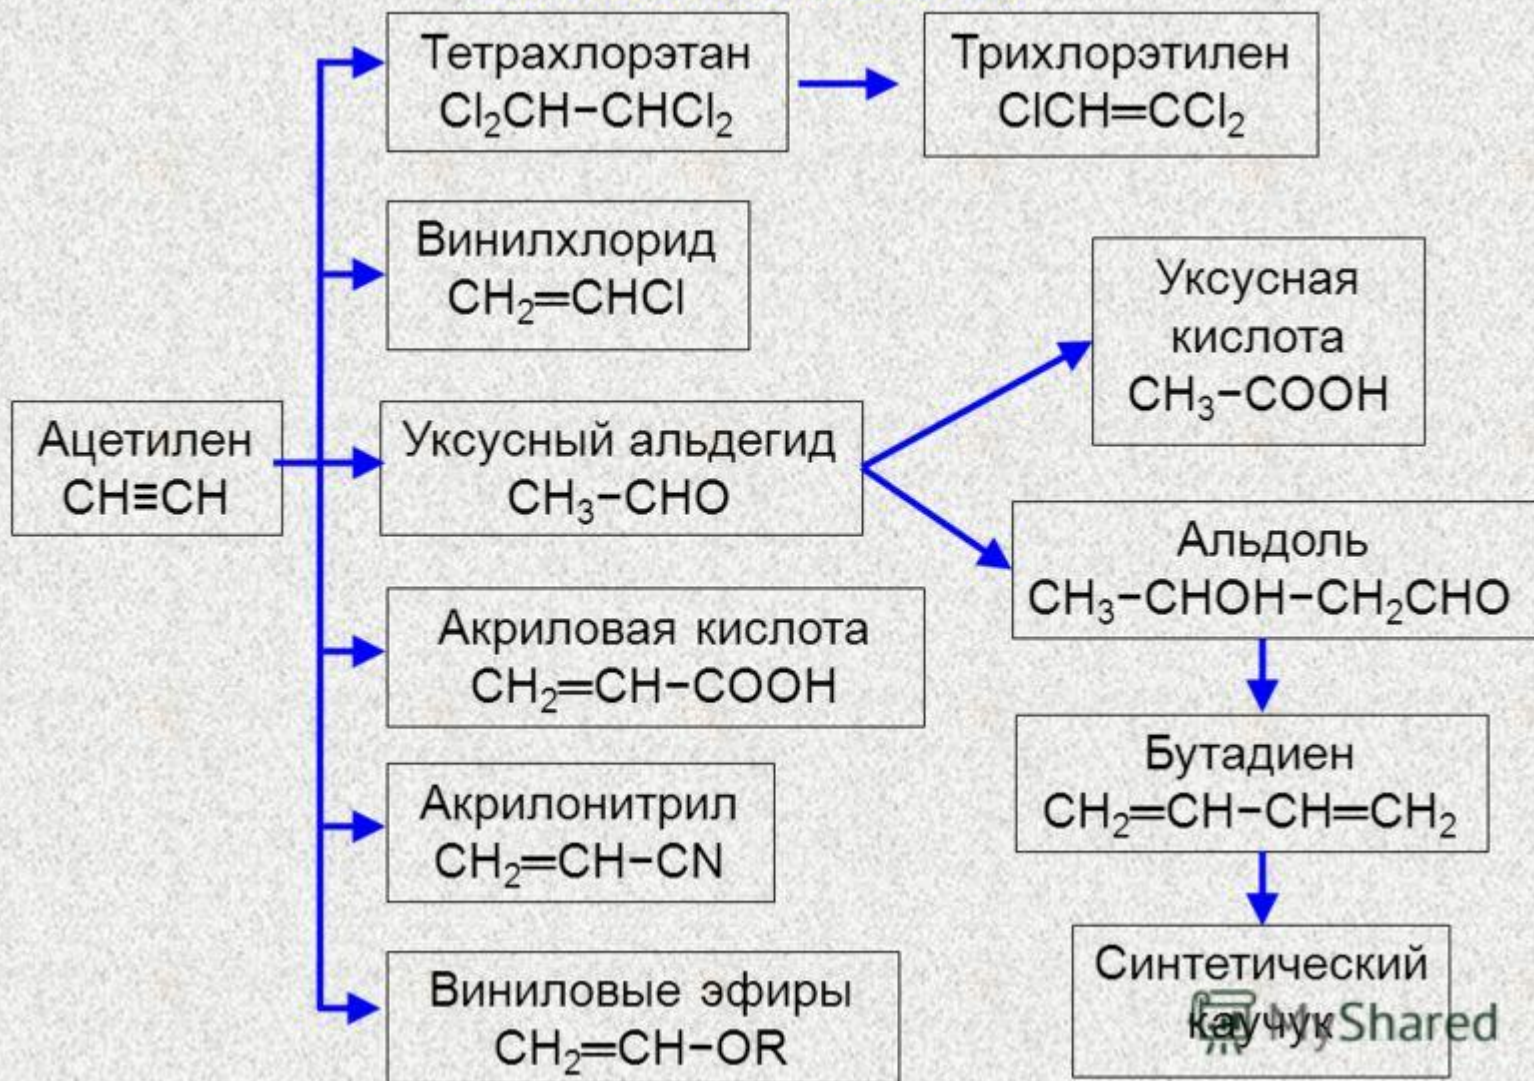 Тетрахлорэтан
Cl₂CH−CHCl₂
Трихлорэтилен
ClCH=CCl₂
Винилхлорид
CH₂=CHCl
Уксусная
кислота
CH₃−COOH
Ацетилен
CH≡CH
Уксусный альдегид
CH₃−CHO
Альдоль
CH₃−CHOH−CH₂CHO
Акриловая кислота
CH₂=CH−COOH
Бутадиен
CH₂=CH−CH=CH₂
Акрилонитрил
CH₂=CH−CN
Синтетический
каучук
MyShared
Виниловые эфиры
CH₂=CH−OR